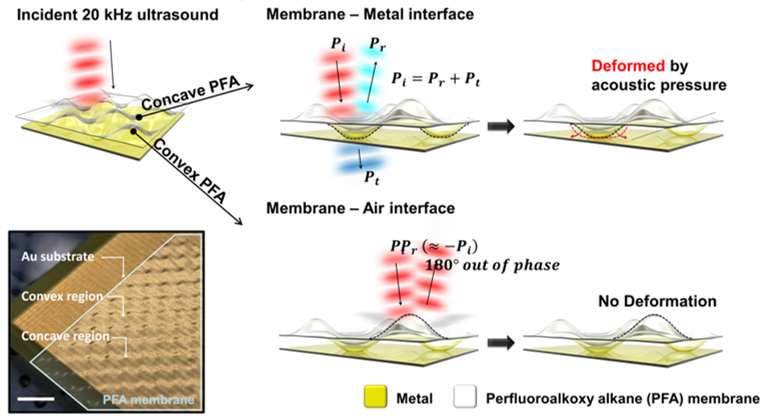 Incident 20 kHz ultrasound
Concave PFA
Convex PFA
Membrane – Metal interface
P_i P_r
P_i = P_r + P_t
P_t
Deformed by
acoustic pressure
Membrane – Air interface
P_r (≈ −P_i)
180° out of phase
No Deformation
Au substrate
Convex region
Concave region
PFA membrane
Metal
Perfluoroalkoxy alkane (PFA) membrane